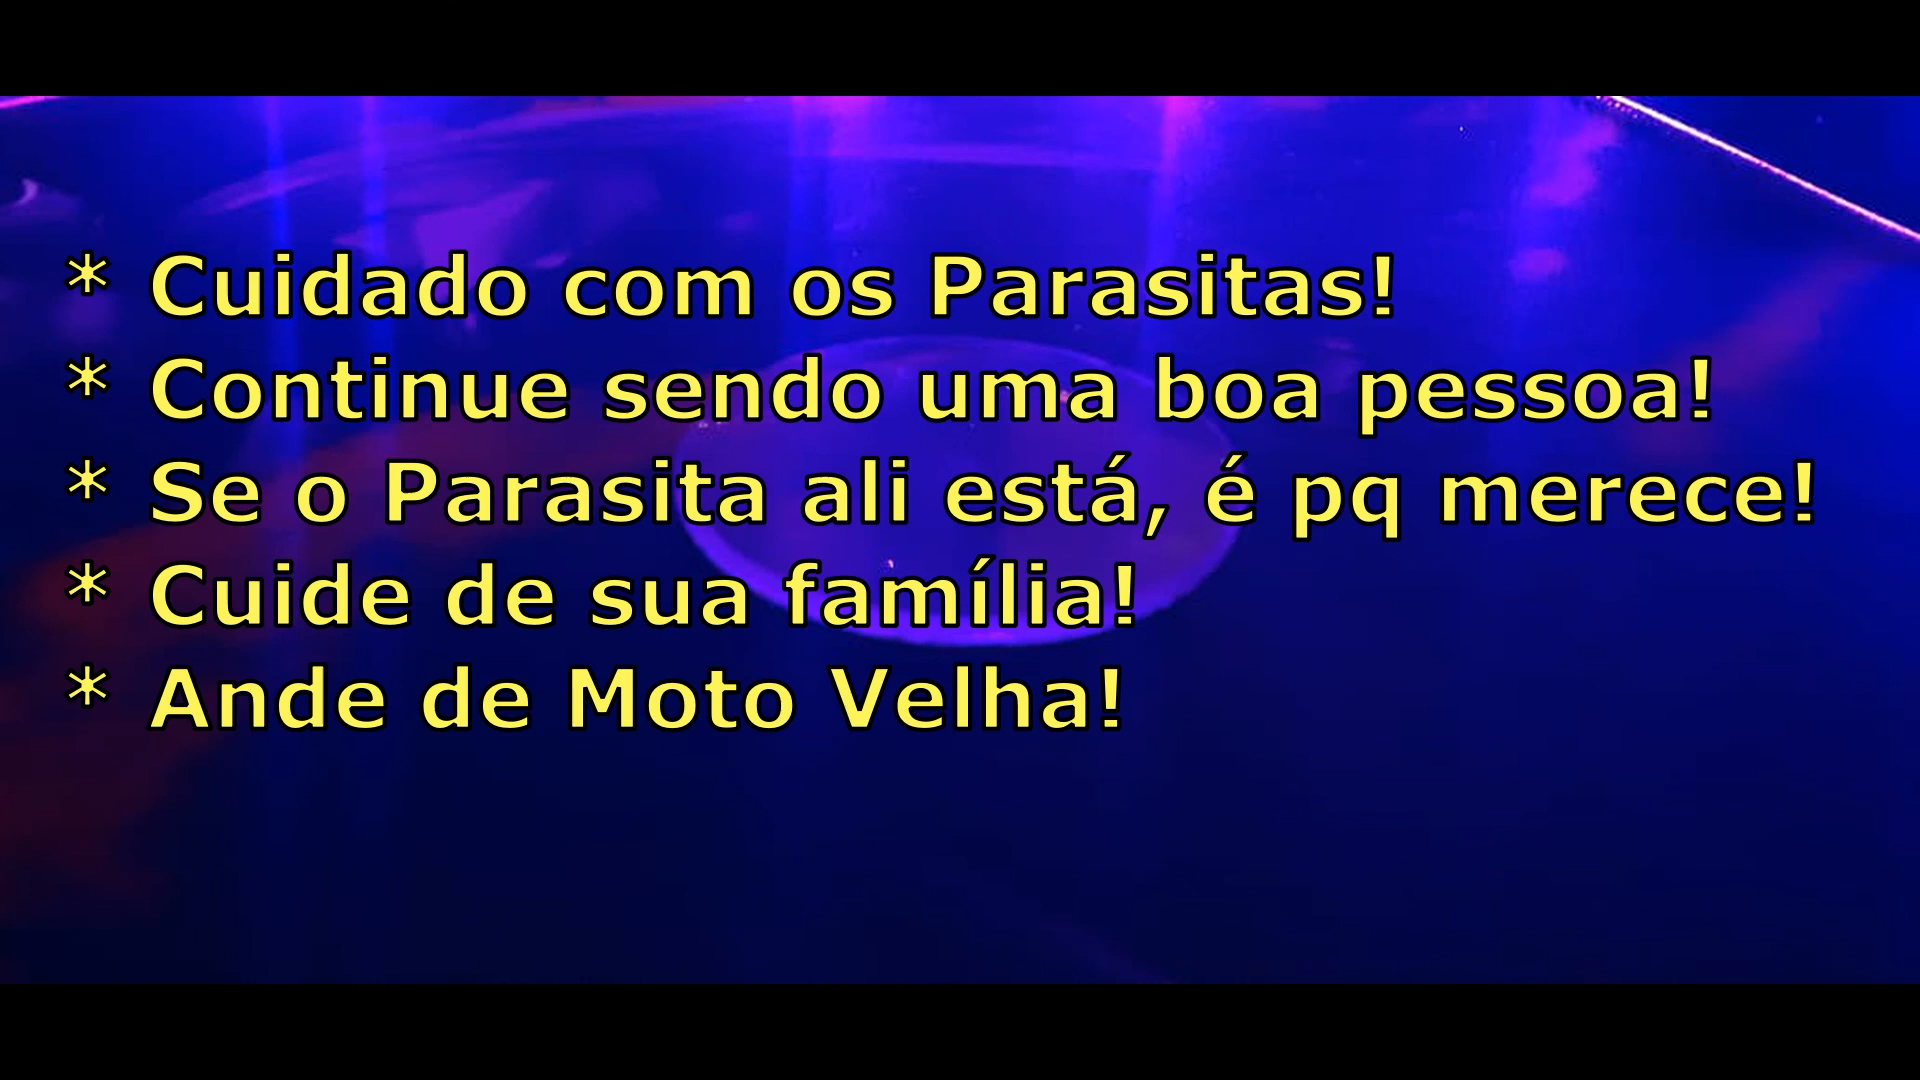 * Cuidado com os Parasitas!
* Continue sendo uma boa pessoa!
* Se o Parasita ali está, é pq merece!
* Cuide de sua família!
* Ande de Moto Velha!